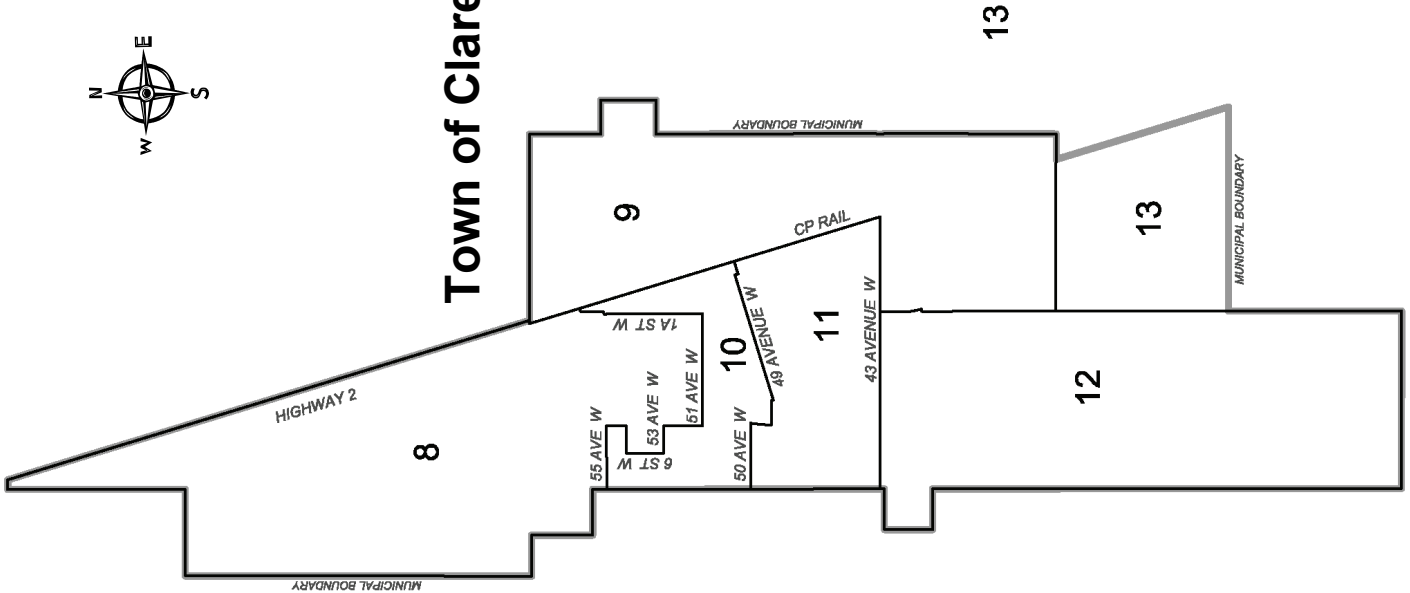 N
E
W
S
13
Town of Clare
MUNICIPAL BOUNDARY
9
CP RAIL
13
MUNICIPAL BOUNDARY
1A ST W
10
49 AVENUE W
11
43 AVENUE W
HIGHWAY 2
51 AVE W
53 AVE W
55 AVE W
6 ST W
50 AVE W
8
12
MUNICIPAL BOUNDARY